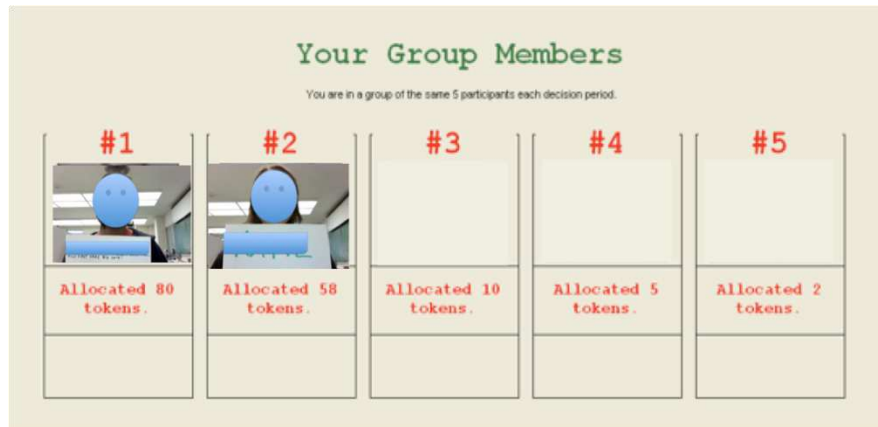 Your Group Members
You are in a group of the same 5 participants each decision period.
#1
#2
#3
#4
#5
Allocated 80
tokens.
Allocated 58
tokens.
Allocated 10
tokens.
Allocated 5
tokens.
Allocated 2
tokens.